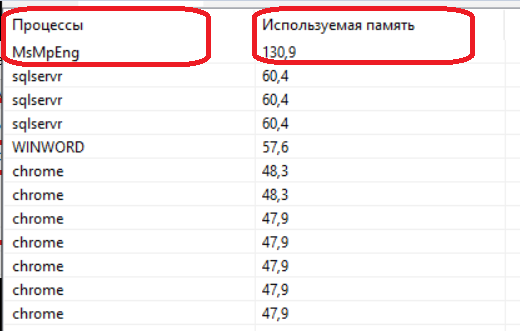 Процессы Используемая память
MsMpEng 130,9
sqlservr 60,4
sqlservr 60,4
sqlservr 60,4
WINWORD 57,6
chrome 48,3
chrome 48,3
chrome 47,9
chrome 47,9
chrome 47,9
chrome 47,9
chrome 47,9